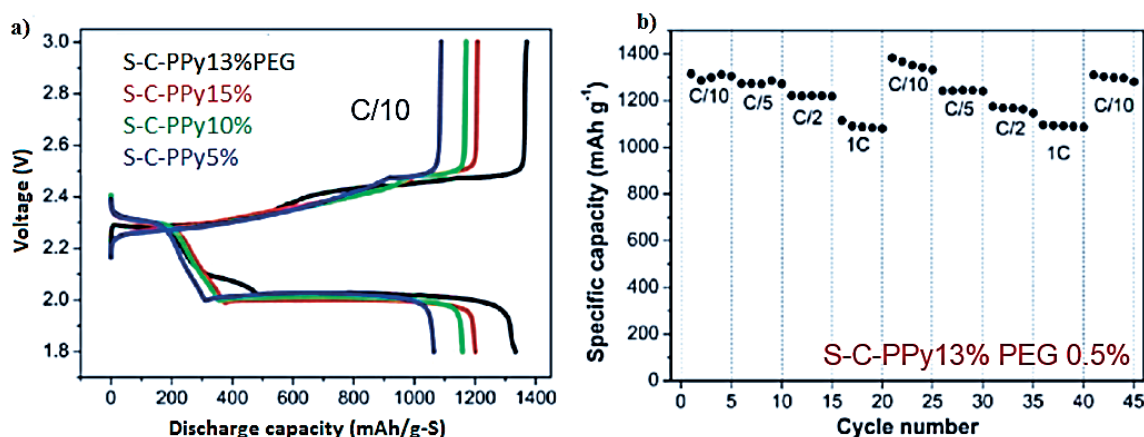 a)
S-C-PPy13%PEG
S-C-PPy15%
S-C-PPy10%
S-C-PPy5%
C/10
Voltage (V)
3.0
2.8
2.6
2.4
2.2
2.0
1.8
0 200 400 600 800 1000 1200 1400
Discharge capacity (mAh/g-S)
b)
Specific capacity (mAh g⁻¹)
1400
1200
1000
800
600
400
200
0
C/10
C/5
C/2
1C
C/10
C/5
C/2
1C
C/10
S-C-PPy13% PEG 0.5%
0 5 10 15 20 25 30 35 40 45
Cycle number